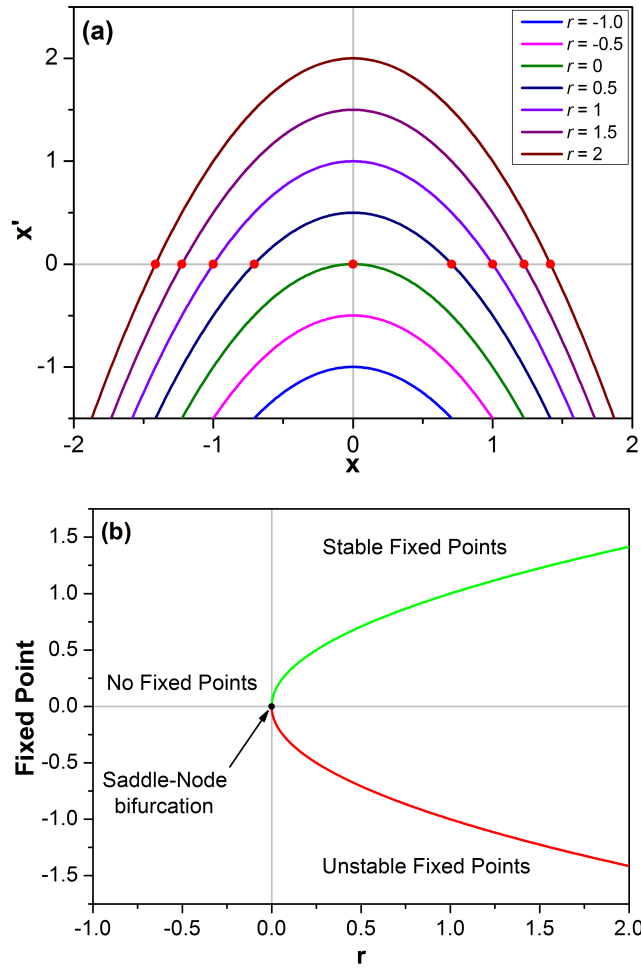 (a)
r = -1.0
r = -0.5
r = 0
r = 0.5
r = 1
r = 1.5
r = 2
2
1
0
-1
x'
-2
-1
0
1
2
x
(b)
1.5
1.0
0.5
0.0
-0.5
-1.0
-1.5
Fixed Point
Stable Fixed Points
No Fixed Points
Saddle-Node
bifurcation
Unstable Fixed Points
-1.0
-0.5
0.0
0.5
1.0
1.5
2.0
r